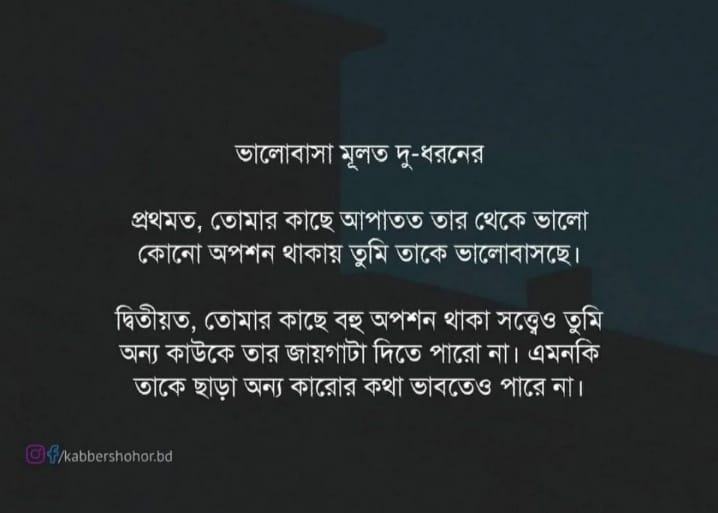 ভালোবাসা মূলত দু-ধরনের
প্রথমত, তোমার কাছে আপাতত তার থেকে ভালো
কোনো অপশন থাকায় তুমি তাকে ভালোবাসছে।
দ্বিতীয়ত, তোমার কাছে বহু অপশন থাকা সত্ত্বেও তুমি
অন্য কাউকে তার জায়গাটা দিতে পারো না। এমনকি
তাকে ছাড়া অন্য কারোর কথা ভাবতেও পারে না।
/kabbershohor.bd